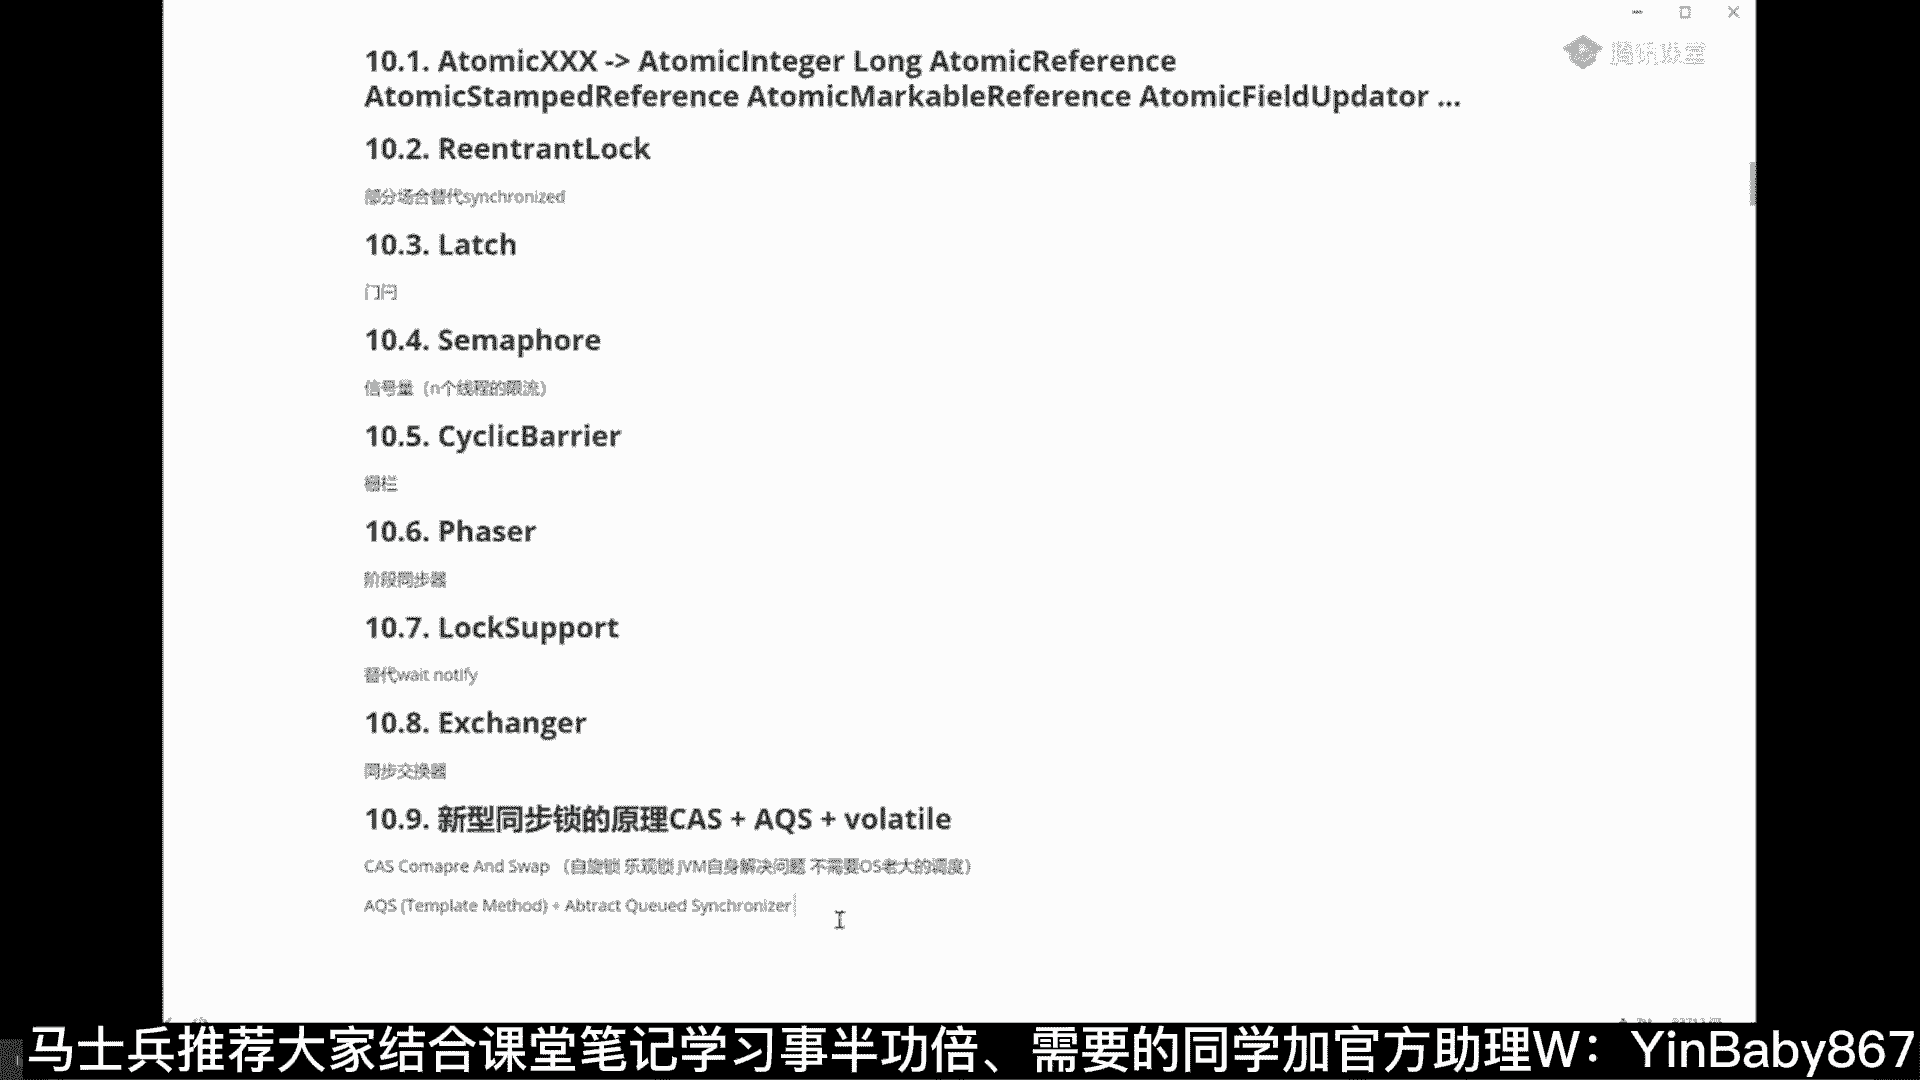 腾讯课堂
10.1. AtomicXXX -> AtomicInteger Long AtomicReference
AtomicStampedReference AtomicMarkableReference AtomicFieldUpdator ...
10.2. ReentrantLock
部分场合替代synchronized
10.3. Latch
门闩
10.4. Semaphore
信号量（n个线程的限流）
10.5. CyclicBarrier
栅栏
10.6. Phaser
阶段同步器
10.7. LockSupport
替代wait notify
10.8. Exchanger
同步交换器
10.9. 新型同步锁的原理CAS + AQS + volatile
CAS Comapre And Swap （自旋锁 乐观锁 JVM自身解决问题 不需要OS老大的调度）
AQS (Template Method) + Abtract Queued Synchronizer
马士兵推荐大家结合课堂笔记学习事半功倍、需要的同学加官方助理W：YinBaby867